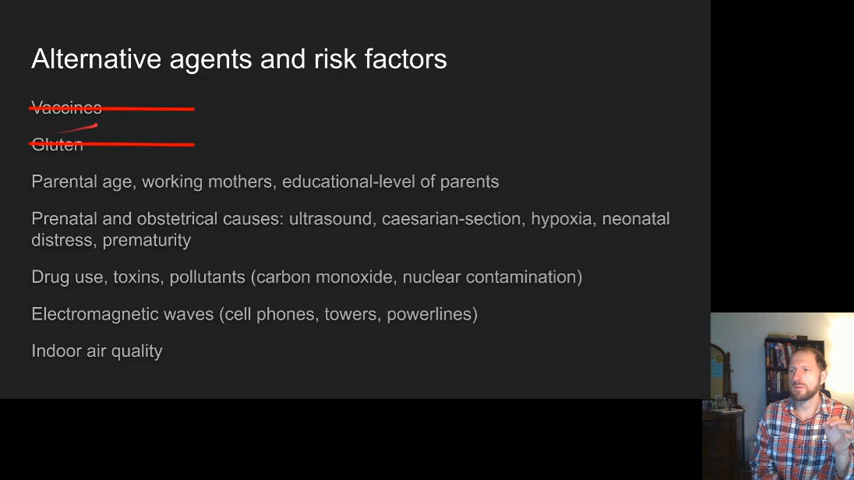 Alternative agents and risk factors
Vaccines
Gluten
Parental age, working mothers, educational-level of parents
Prenatal and obstetrical causes: ultrasound, caesarian-section, hypoxia, neonatal
distress, prematurity
Drug use, toxins, pollutants (carbon monoxide, nuclear contamination)
Electromagnetic waves (cell phones, towers, powerlines)
Indoor air quality